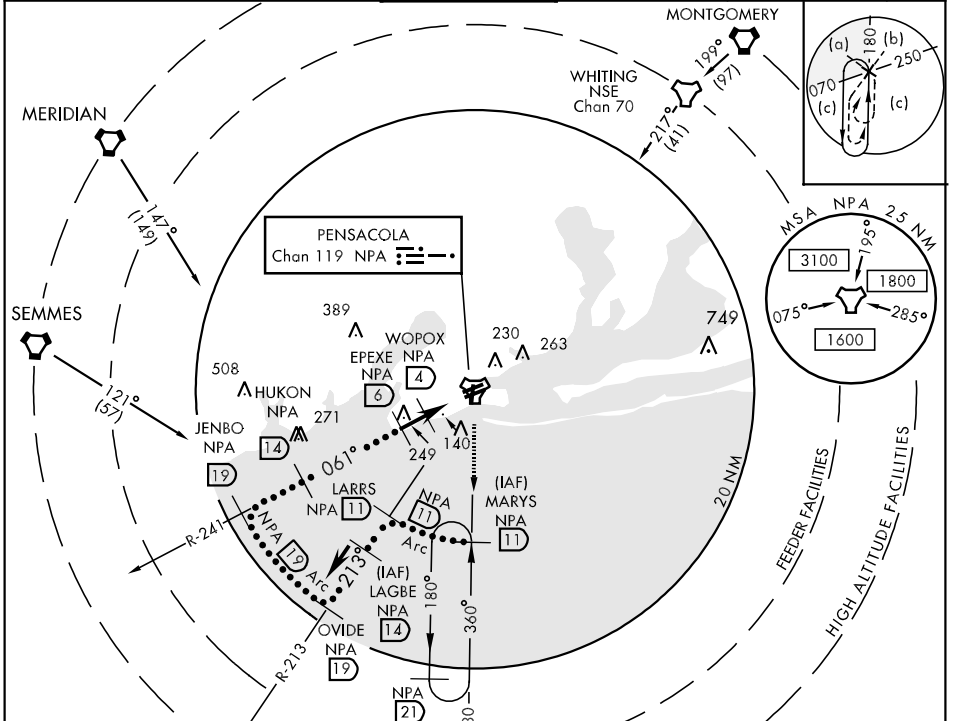 MONTGOMERY
199°
(97)
WHITING
NSE
Chan 70
217°
(41)
(a)
180
(b)
250
070
(c)
(c)
MERIDIAN
147°
(149)
MSA NPA 25 NM
195°
3100
1800
075°
285°
1600
PENSACOLA
Chan 119 NPA
SEMMES
121°
(57)
389
WOPOX
NPA
4
230
263
749
EPEXE
NPA
6
508
HUKON
NPA
14
271
JENBO
NPA
19
140
249
061°
LARRS
NPA 11
NPA
11
Arc
(IAF)
MARYS
NPA
11
20 NM
FEEDER FACILITIES
HIGH ALTITUDE FACILITIES
R-241
NPA
19
Arc
213°
(IAF)
LAGBE
NPA
14
180°
360°
OVIDE
NPA
19
R-213
NPA
21